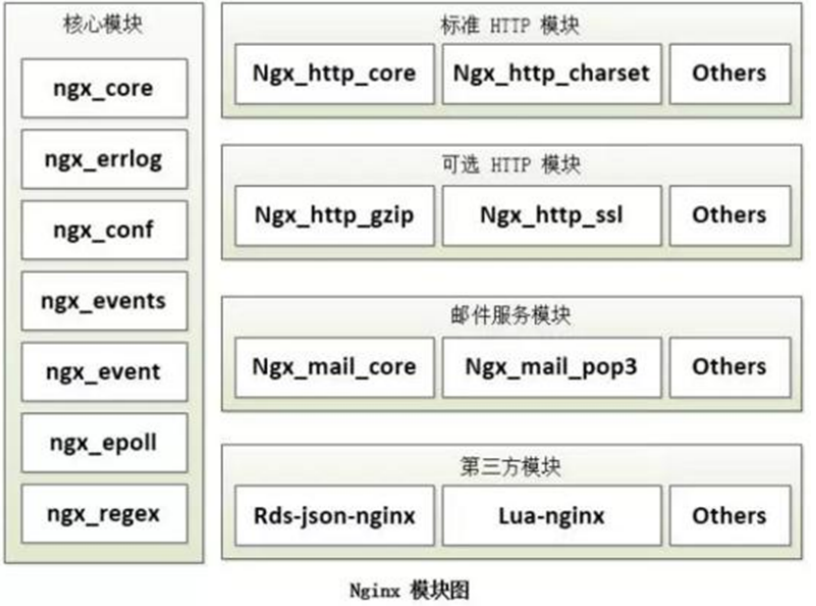 核心模块
ngx_core
ngx_errlog
ngx_conf
ngx_events
ngx_event
ngx_epoll
ngx_regex
标准 HTTP 模块
Ngx_http_core Ngx_http_charset Others
可选 HTTP 模块
Ngx_http_gzip Ngx_http_ssl Others
邮件服务模块
Ngx_mail_core Ngx_mail_pop3 Others
第三方模块
Rds-json-nginx Lua-nginx Others
Nginx 模块图